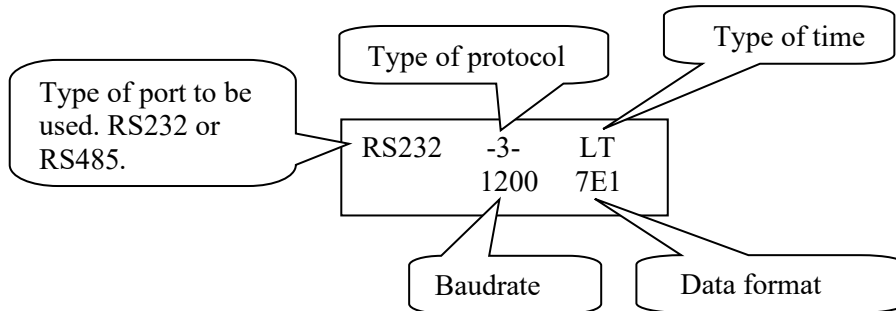 Type of protocol
Type of time
Type of port to be
used. RS232 or
RS485.
RS232 -3- LT
1200 7E1
Baudrate
Data format